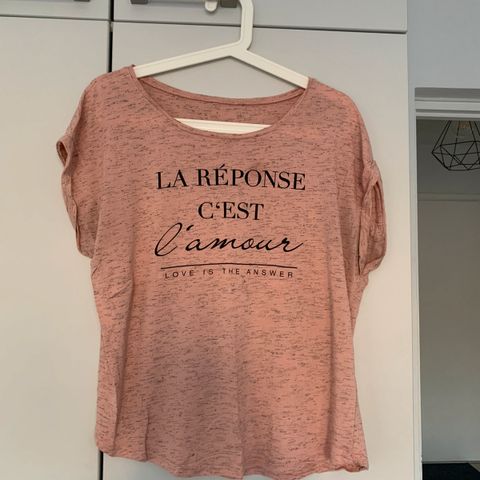 LA RÉPONSE
C‘EST
l'amour
LOVE IS THE ANSWER